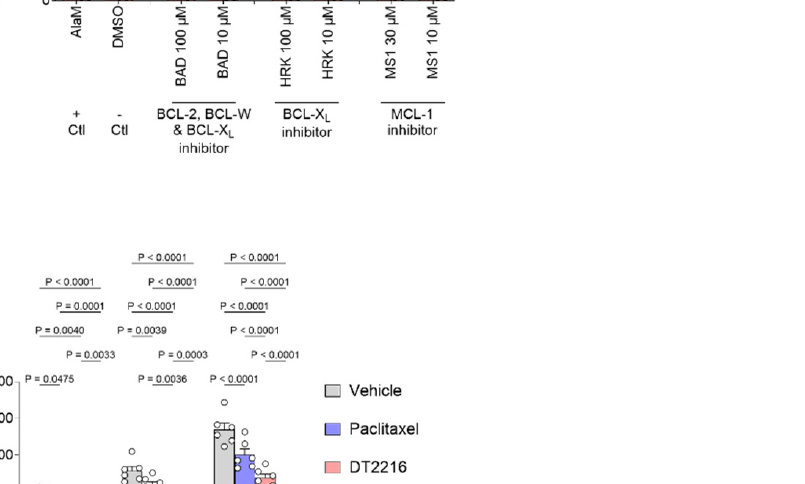 AlaM
DMSO
BAD 100 µM
BAD 10 µM
HRK 100 µM
HRK 10 µM
MS1 30 µM
MS1 10 µM
+
Ctl
-
Ctl
BCL-2, BCL-W
& BCL-XL
inhibitor
BCL-XL
inhibitor
MCL-1
inhibitor
P < 0.0001 P < 0.0001
P < 0.0001 P < 0.0001 P < 0.0001
P = 0.0001 P < 0.0001 P < 0.0001
P = 0.0040 P = 0.0039 P < 0.0001
P = 0.0033 P = 0.0003 P < 0.0001
P = 0.0475 P = 0.0036 P < 0.0001
Vehicle
Paclitaxel
DT2216